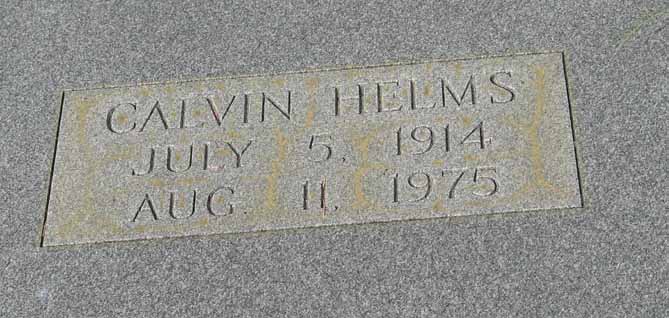 CALVIN HELMS
JULY 5, 1914
AUG. 11, 1975